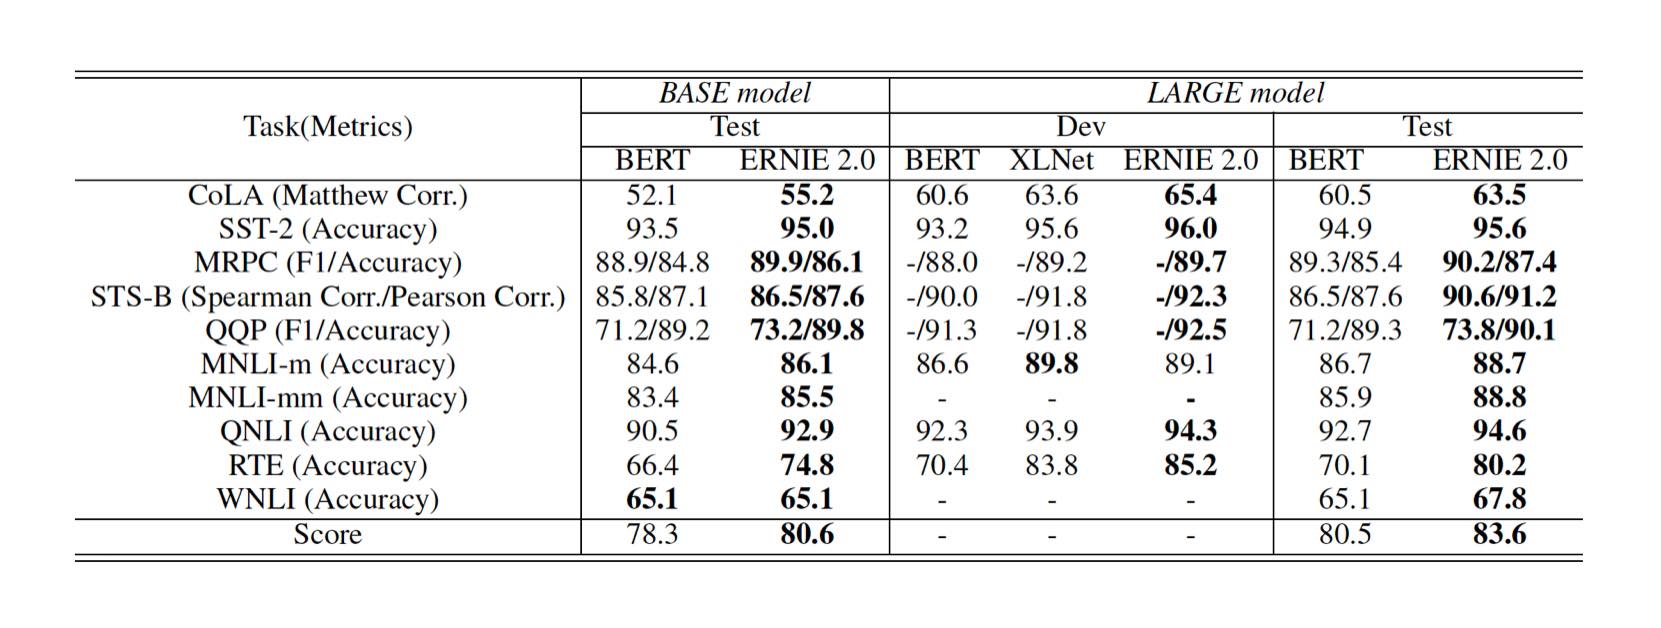 BASE model LARGE model
Task(Metrics) Test Dev Test
BERT ERNIE 2.0 BERT XLNet ERNIE 2.0 BERT ERNIE 2.0
CoLA (Matthew Corr.) 52.1 55.2 60.6 63.6 65.4 60.5 63.5
SST-2 (Accuracy) 93.5 95.0 93.2 95.6 96.0 94.9 95.6
MRPC (F1/Accuracy) 88.9/84.8 89.9/86.1 -/88.0 -/89.2 -/89.7 89.3/85.4 90.2/87.4
STS-B (Spearman Corr./Pearson Corr.) 85.8/87.1 86.5/87.6 -/90.0 -/91.8 -/92.3 86.5/87.6 90.6/91.2
QQP (F1/Accuracy) 71.2/89.2 73.2/89.8 -/91.3 -/91.8 -/92.5 71.2/89.3 73.8/90.1
MNLI-m (Accuracy) 84.6 86.1 86.6 89.8 89.1 86.7 88.7
MNLI-mm (Accuracy) 83.4 85.5 - - - 85.9 88.8
QNLI (Accuracy) 90.5 92.9 92.3 93.9 94.3 92.7 94.6
RTE (Accuracy) 66.4 74.8 70.4 83.8 85.2 70.1 80.2
WNLI (Accuracy) 65.1 65.1 - - - 65.1 67.8
Score 78.3 80.6 - - - 80.5 83.6